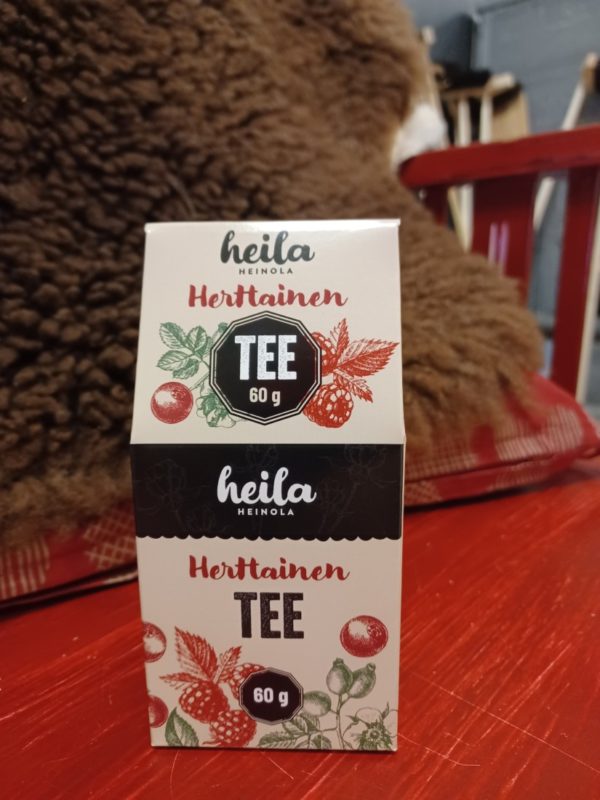 heila
HEINOLA
Herttainen
TEE
60 g
heila
HEINOLA
Herttainen
TEE
60 g